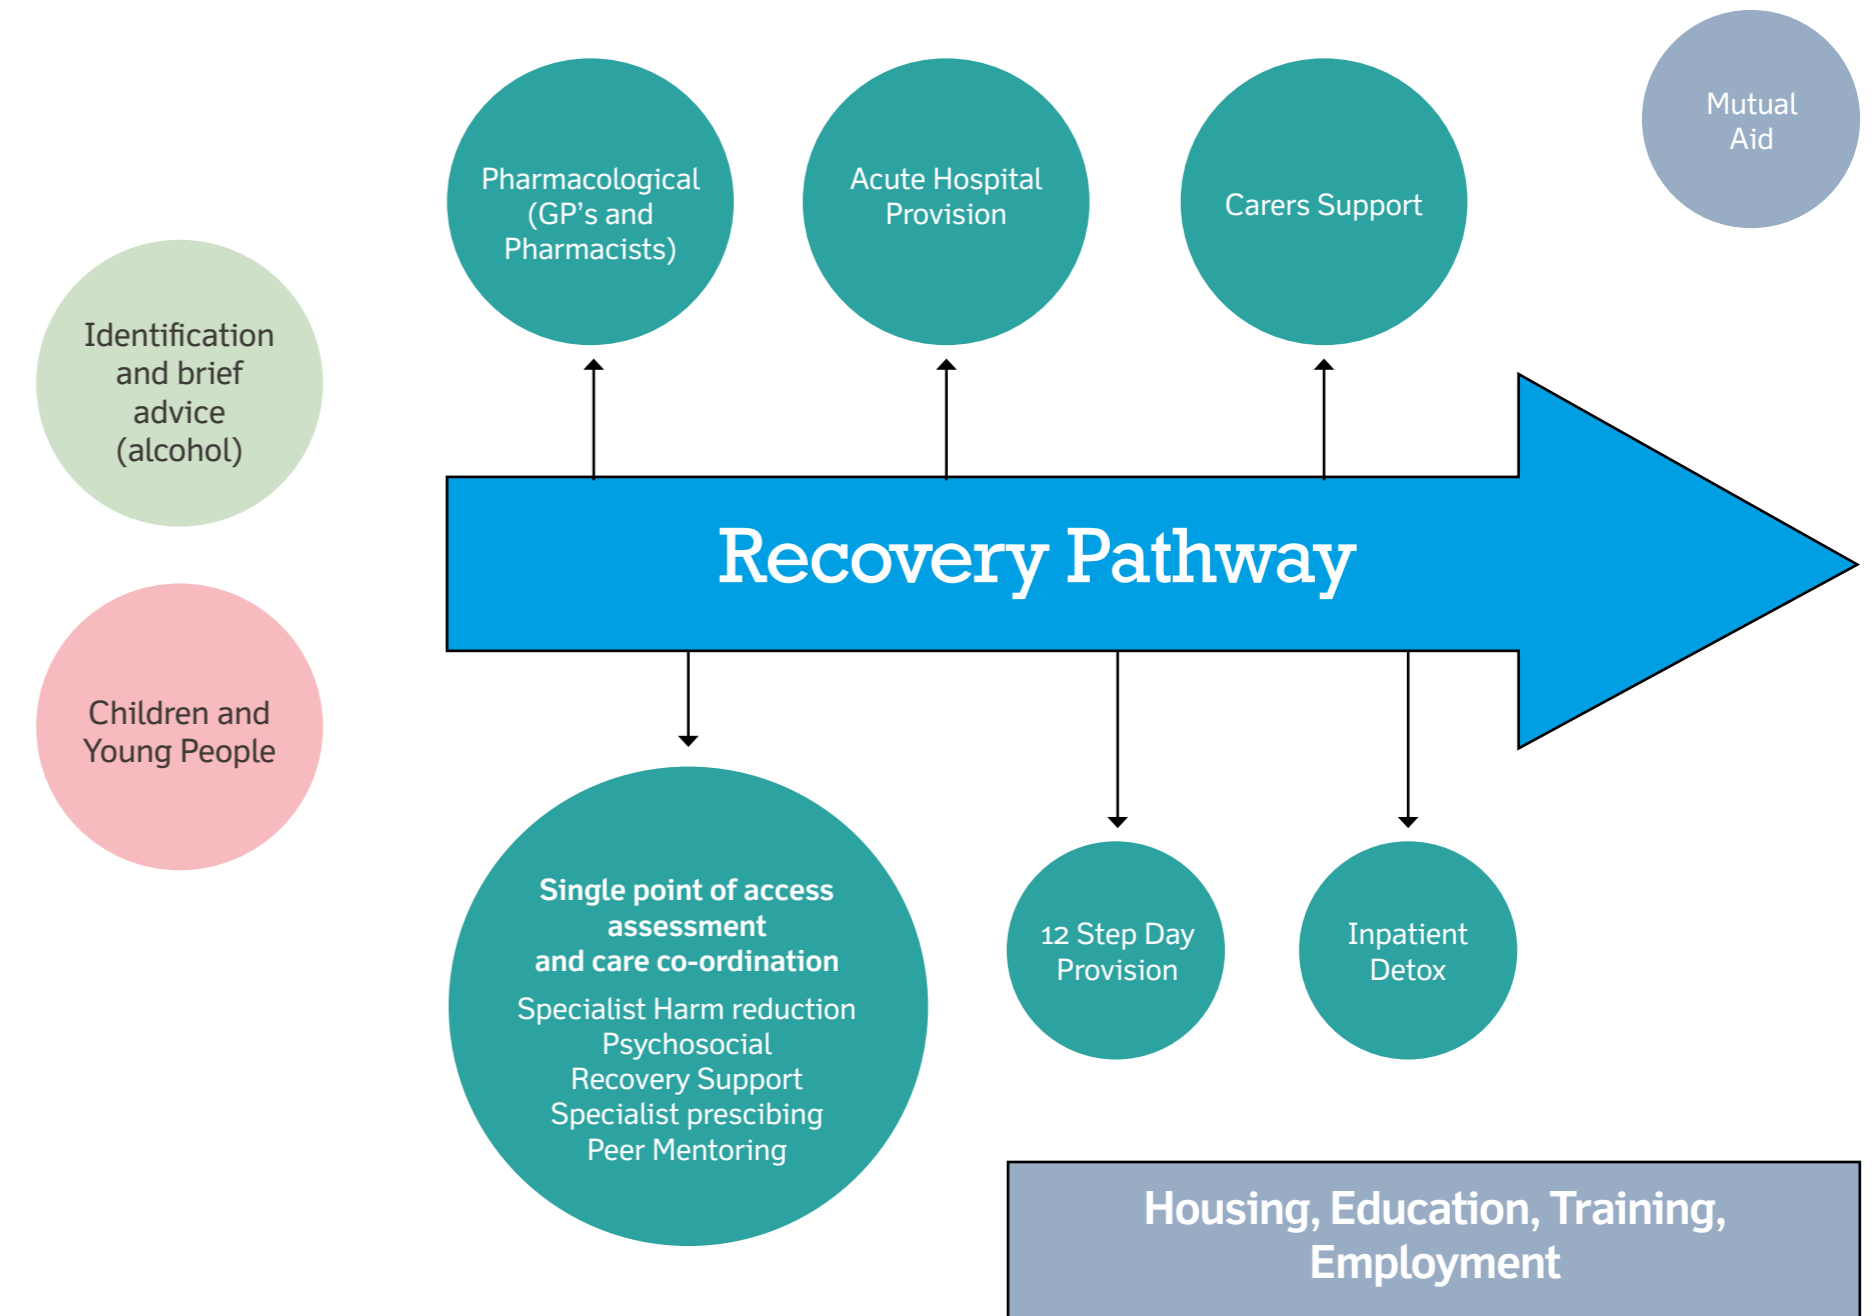 Mutual
Aid
Pharmacological
(GP's and
Pharmacists)
Acute Hospital
Provision
Carers Support
Identification
and brief
advice
(alcohol)
Recovery Pathway
Children and
Young People
Single point of access
assessment
and care co-ordination
Specialist Harm reduction
Psychosocial
Recovery Support
Specialist prescibing
Peer Mentoring
12 Step Day
Provision
Inpatient
Detox
Housing, Education, Training,
Employment